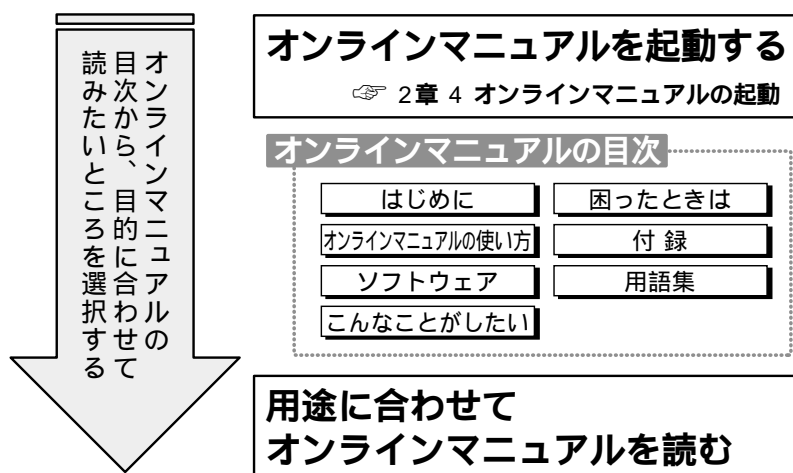 オンラインマニュアルの
目次から、目的に合わせて
読みたいところを選択する
オンラインマニュアルを起動する
☞ 2章 4 オンラインマニュアルの起動
オンラインマニュアルの目次
はじめに
困ったときは
オンラインマニュアルの使い方
付 録
ソフトウェア
用語集
こんなことがしたい
用途に合わせて
オンラインマニュアルを読む